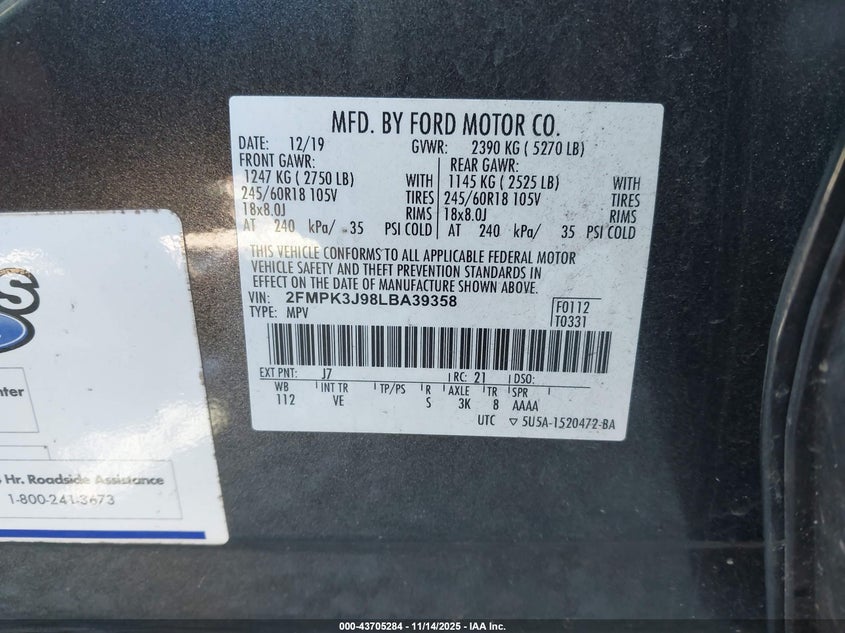 MFD. BY FORD MOTOR CO.
DATE: 12/19 GVWR: 2390 KG ( 5270 LB)
FRONT GAWR: REAR GAWR:
1247 KG ( 2750 LB) WITH 1145 KG ( 2525 LB) WITH
245/60R18 105V TIRES 245/60R18 105V TIRES
18x8.0J RIMS 18x8.0J RIMS
AT 240 kPa/ 35 PSI COLD AT 240 kPa/ 35 PSI COLD
THIS VEHICLE CONFORMS TO ALL APPLICABLE FEDERAL MOTOR
VEHICLE SAFETY AND THEFT PREVENTION STANDARDS IN
EFFECT ON THE DATE OF MANUFACTURE SHOWN ABOVE.
VIN: 2FMPK3J98LBA39358 F0112
TYPE: MPV T0331
EXT PNT: J7 RC: 21 DSO:
WB INT TR TP/PS R AXLE TR SPR
112 VE S 3K 8 AAAA
UTC ▽ 5U5A-1520472-BA
S
nter
Hr. Roadside Assistance
1-800-241-3673
000-43705284 - 11/14/2025 - IAA Inc.